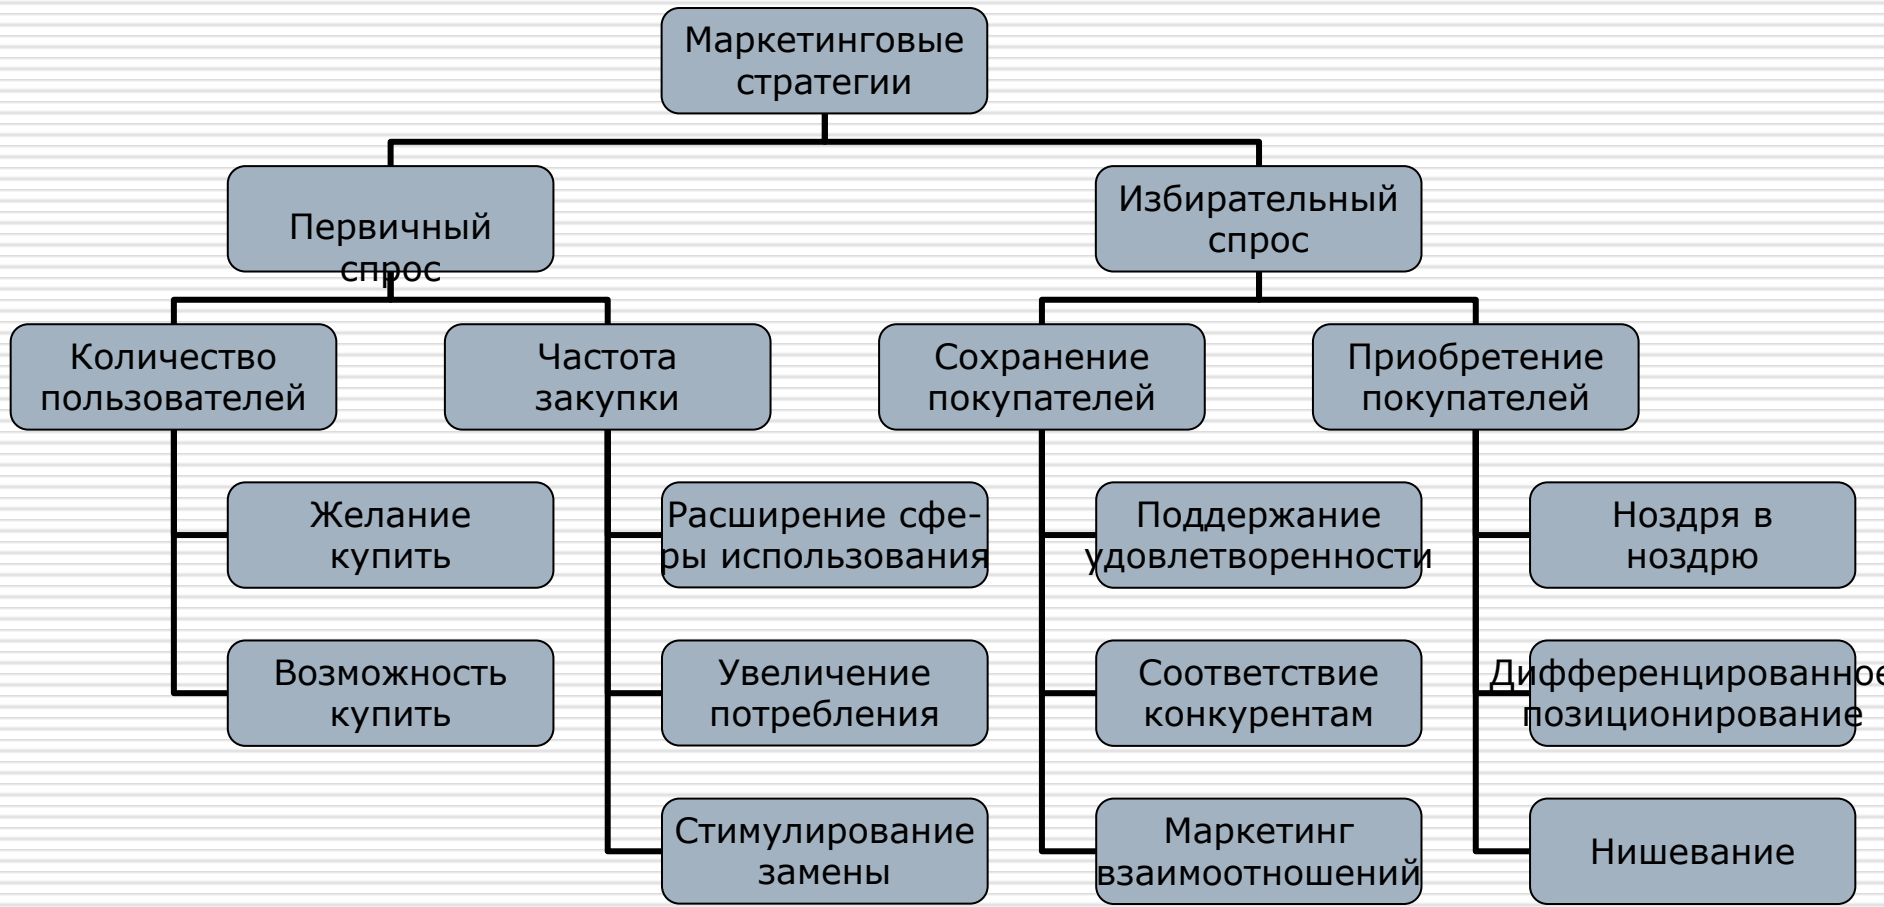 Маркетинговые
стратегии
Первичный
спрос
Избирательный
спрос
Количество
пользователей
Частота
закупки
Сохранение
покупателей
Приобретение
покупателей
Желание
купить
Расширение сфе-
ры использования
Поддержание
удовлетворенности
Ноздря в
ноздрю
Возможность
купить
Увеличение
потребления
Соответствие
конкурентам
Дифференцированное
позиционирование
Стимулирование
замены
Маркетинг
взаимоотношений
Нишевание